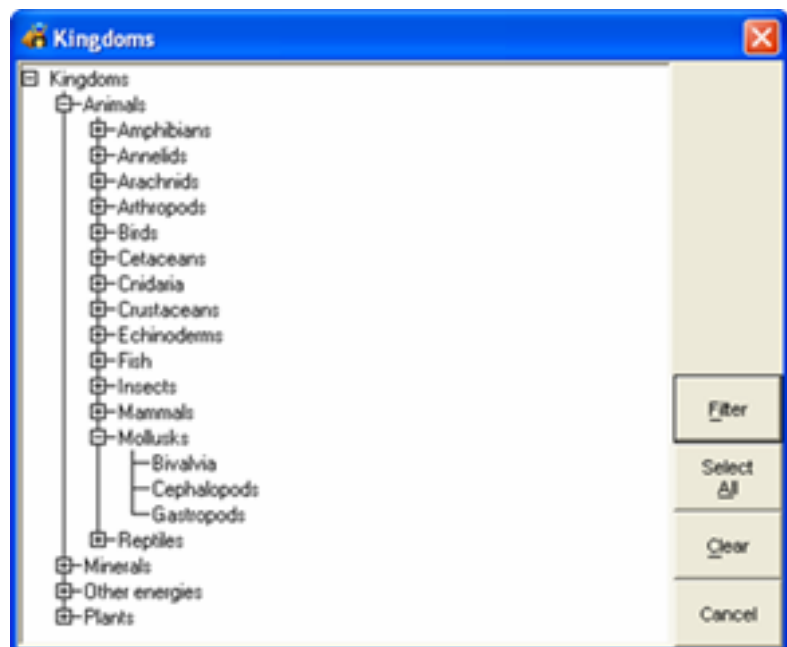 Kingdoms
Kingdoms
Animals
Amphibians
Annelids
Arachnids
Arthropods
Birds
Cetaceans
Cnidaria
Crustaceans
Echinoderms
Fish
Insects
Mammals
Mollusks
Bivalvia
Cephalopods
Gastropods
Reptiles
Minerals
Other energies
Plants
Filter
Select
All
Clear
Cancel